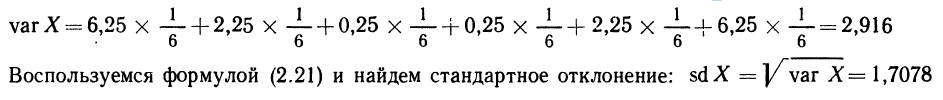 var X = 6,25 × 1/6 + 2,25 × 1/6 + 0,25 × 1/6 + 0,25 × 1/6 + 2,25 × 1/6 + 6,25 × 1/6 = 2,916
Воспользуемся формулой (2.21) и найдем стандартное отклонение: sd X = √var X = 1,7078